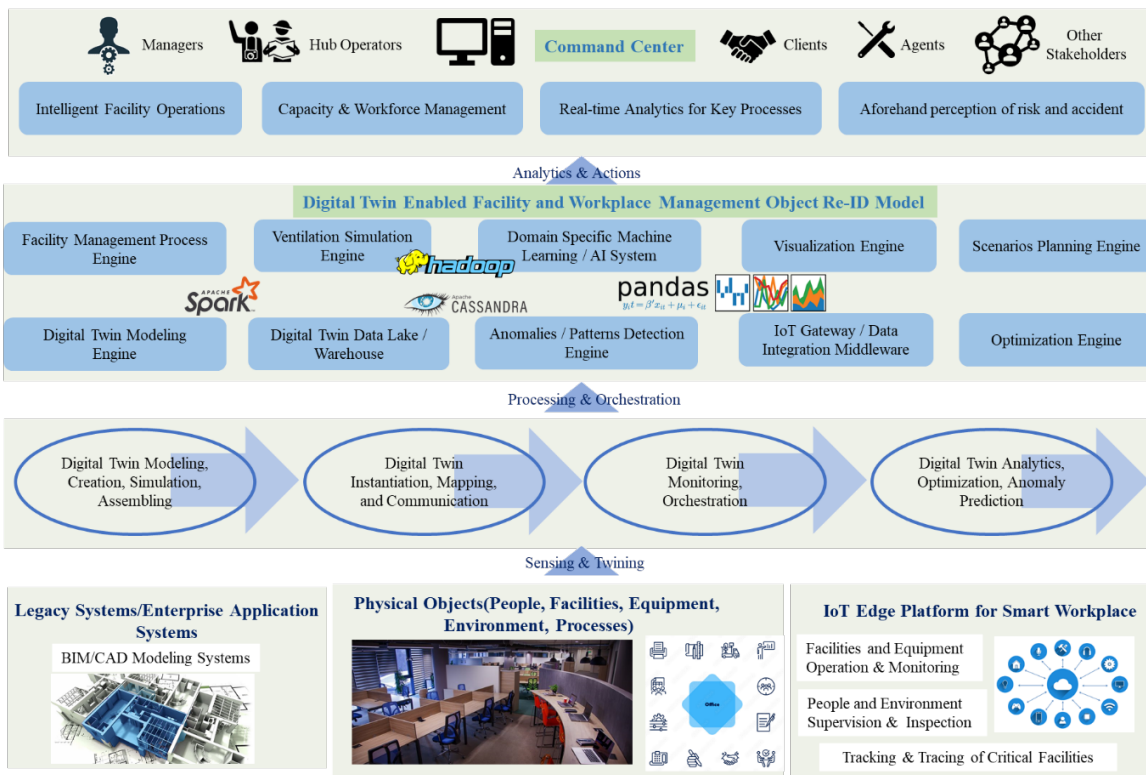 Managers
Hub Operators
Command Center
Clients
Agents
Other
Stakeholders
Intelligent Facility Operations
Capacity & Workforce Management
Real-time Analytics for Key Processes
Aforehand perception of risk and accident
Analytics & Actions
Digital Twin Enabled Facility and Workplace Management Object Re-ID Model
Facility Management Process
Engine
Ventilation Simulation
Engine
Domain Specific Machine
Learning / AI System
Visualization Engine
Scenarios Planning Engine
hadoop
APACHE
Spark
Apache
CASSANDRA
pandas
y_i t = β'x_{it} + μ_i + ε_{it}
Digital Twin Modeling
Engine
Digital Twin Data Lake /
Warehouse
Anomalies / Patterns Detection
Engine
IoT Gateway / Data
Integration Middleware
Optimization Engine
Processing & Orchestration
Digital Twin Modeling,
Creation, Simulation,
Assembling
Digital Twin
Instantiation, Mapping,
and Communication
Digital Twin
Monitoring,
Orchestration
Digital Twin Analytics,
Optimization, Anomaly
Prediction
Sensing & Twining
Legacy Systems/Enterprise Application
Systems
BIM/CAD Modeling Systems
Physical Objects(People, Facilities, Equipment,
Environment, Processes)
Office
IoT Edge Platform for Smart Workplace
Facilities and Equipment
Operation & Monitoring
People and Environment
Supervision & Inspection
Tracking & Tracing of Critical Facilities